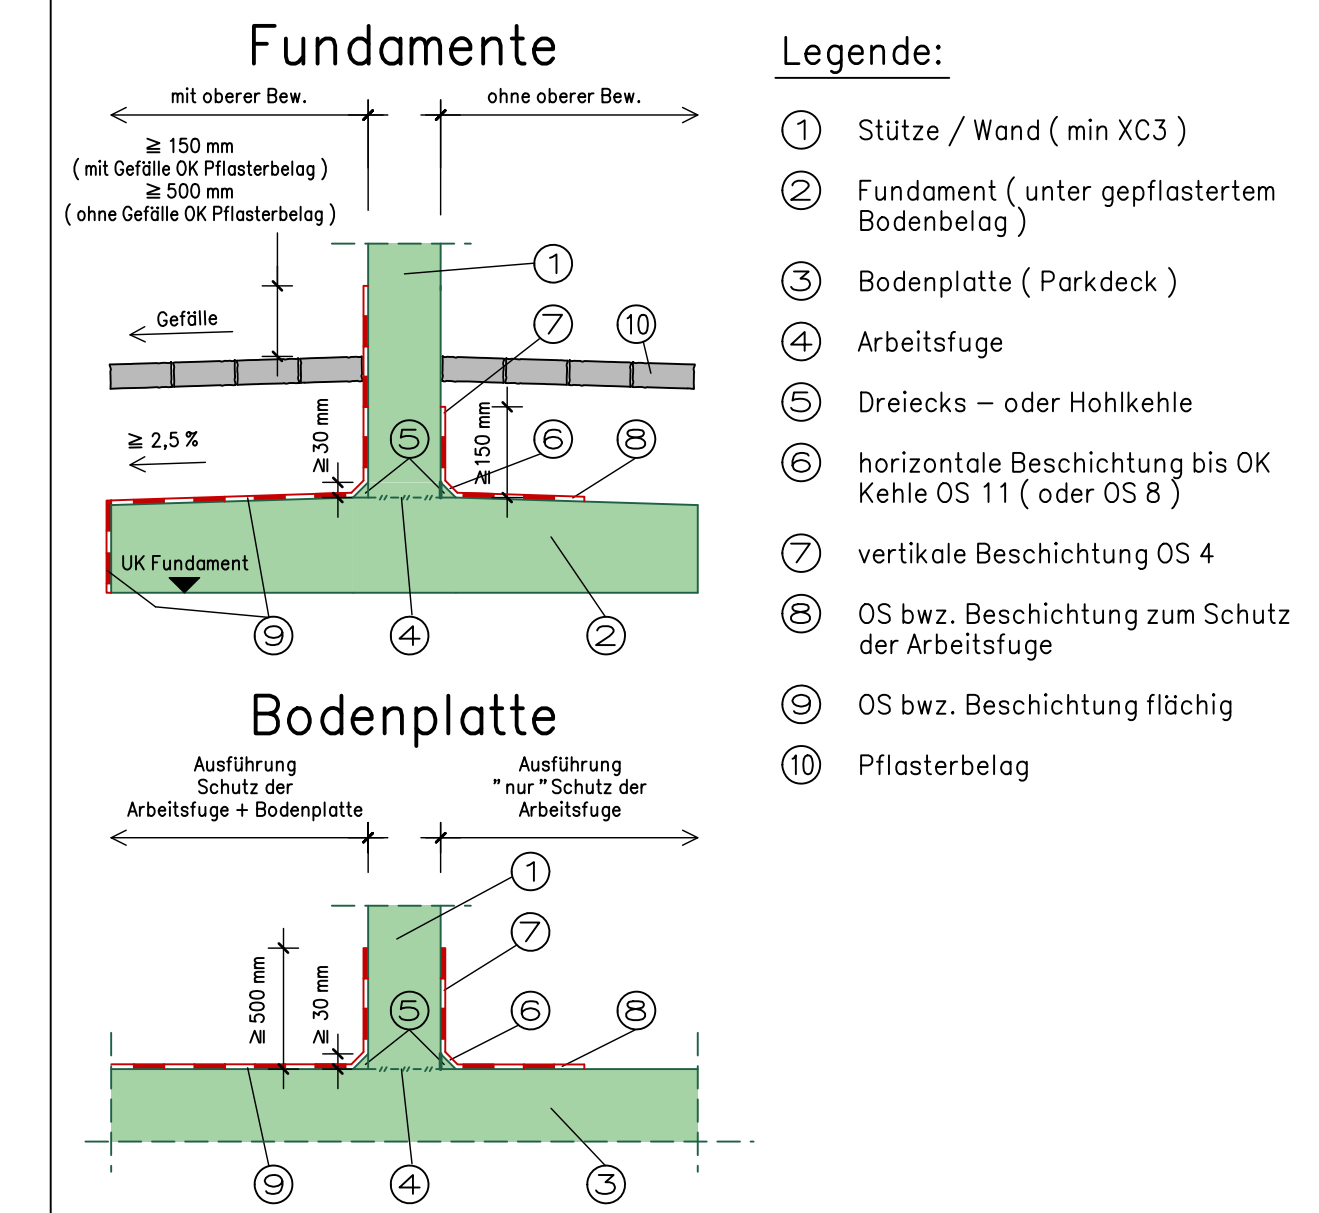 Fundamente
mit oberer Bew.
ohne oberer Bew.
≧ 150 mm
( mit Gefälle OK Pflasterbelag )
≧ 500 mm
( ohne Gefälle OK Pflasterbelag )
1
Gefälle
7
10
≧ 30 mm
5
≧ 150 mm
6
8
≧ 2,5 %
UK Fundament
9
4
2
Bodenplatte
Ausführung
Schutz der
Arbeitsfuge + Bodenplatte
Ausführung
" nur " Schutz der
Arbeitsfuge
1
7
≧ 500 mm
≧ 30 mm
5
6
8
9
4
3
Legende:
1 Stütze / Wand ( min XC3 )
2 Fundament ( unter gepflastertem
Bodenbelag )
3 Bodenplatte ( Parkdeck )
4 Arbeitsfuge
5 Dreiecks – oder Hohlkehle
6 horizontale Beschichtung bis OK
Kehle OS 11 ( oder OS 8 )
7 vertikale Beschichtung OS 4
8 OS bwz. Beschichtung zum Schutz
der Arbeitsfuge
9 OS bwz. Beschichtung flächig
10 Pflasterbelag